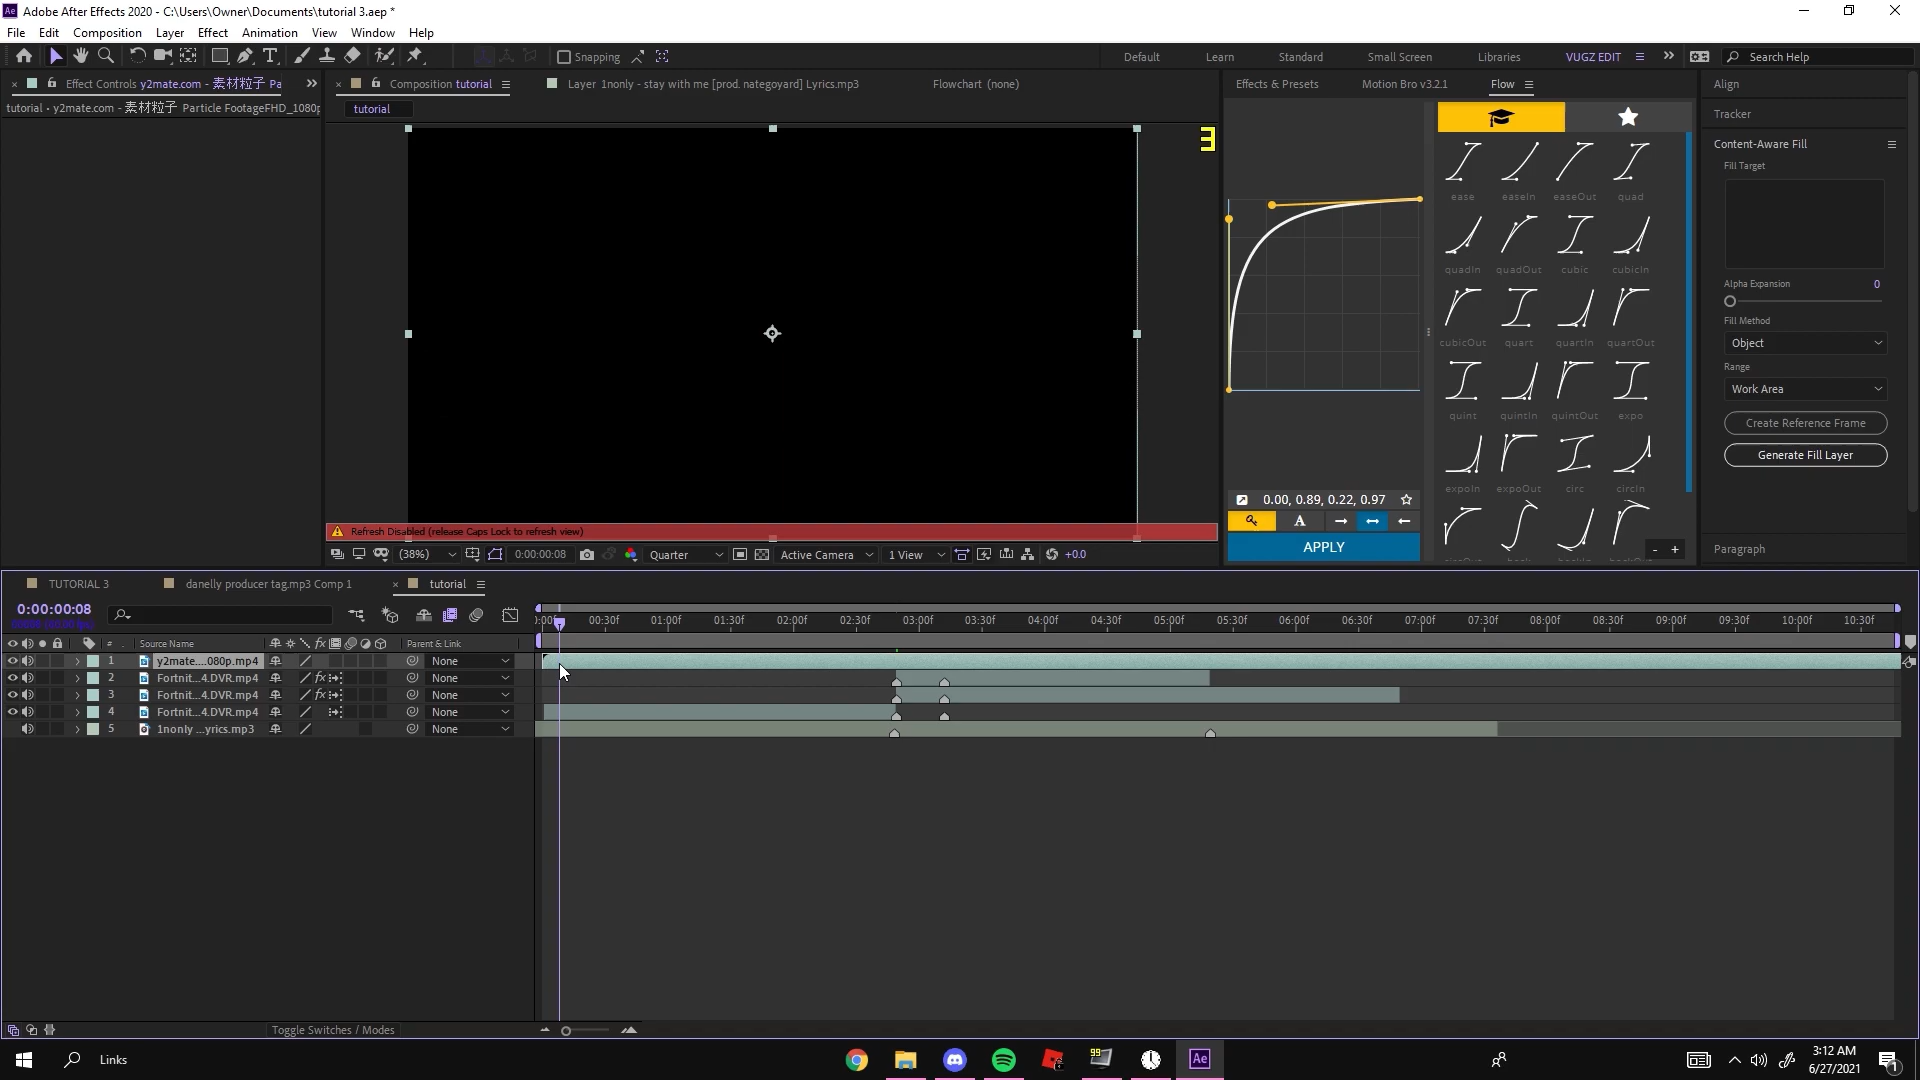 Adobe After Effects 2020 - C:\Users\Owner\Documents\tutorial 3.aep *
File Edit Composition Layer Effect Animation View Window Help
Snapping
Default Learn Standard Small Screen Libraries VUGZ EDIT
Search Help
Effect Controls y2mate.com - 素材粒子 Pa
Composition tutorial
Layer 1nonly - stay with me [prod. nategoyard] Lyrics.mp3
Flowchart (none)
tutorial • y2mate.com - 素材粒子 Particle FootageFHD_1080p
tutorial
3
Refresh Disabled (release Caps Lock to refresh view)
(38%) 0:00:00:08 Quarter Active Camera 1 View +0.0
Effects & Presets Motion Bro v3.2.1 Flow
ease easeIn easeOut quad
quadIn quadOut cubic cubicIn
cubicOut quart quartIn quartOut
quint quintIn quintOut expo
expoIn expoOut circ circIn
0.00, 0.89, 0.22, 0.97
A
APPLY
- +
Align
Tracker
Content-Aware Fill
Fill Target
Alpha Expansion 0
Fill Method
Object
Range
Work Area
Create Reference Frame
Generate Fill Layer
Paragraph
TUTORIAL 3 danelly producer tag.mp3 Comp 1 tutorial
0:00:00:08
00:30f 01:00f 01:30f 02:00f 02:30f 03:00f 03:30f 04:00f 04:30f 05:00f 05:30f 06:00f 06:30f 07:00f 07:30f 08:00f 08:30f 09:00f 09:30f 10:00f 10:30f
# Source Name fx Parent & Link
1 y2mate....080p.mp4 None
2 Fortnit...4.DVR.mp4 fx None
3 Fortnit...4.DVR.mp4 fx None
4 Fortnit...4.DVR.mp4 None
5 1nonly ...yrics.mp3 None
Toggle Switches / Modes
Links
99
Ae
3:12 AM
6/27/2021
1